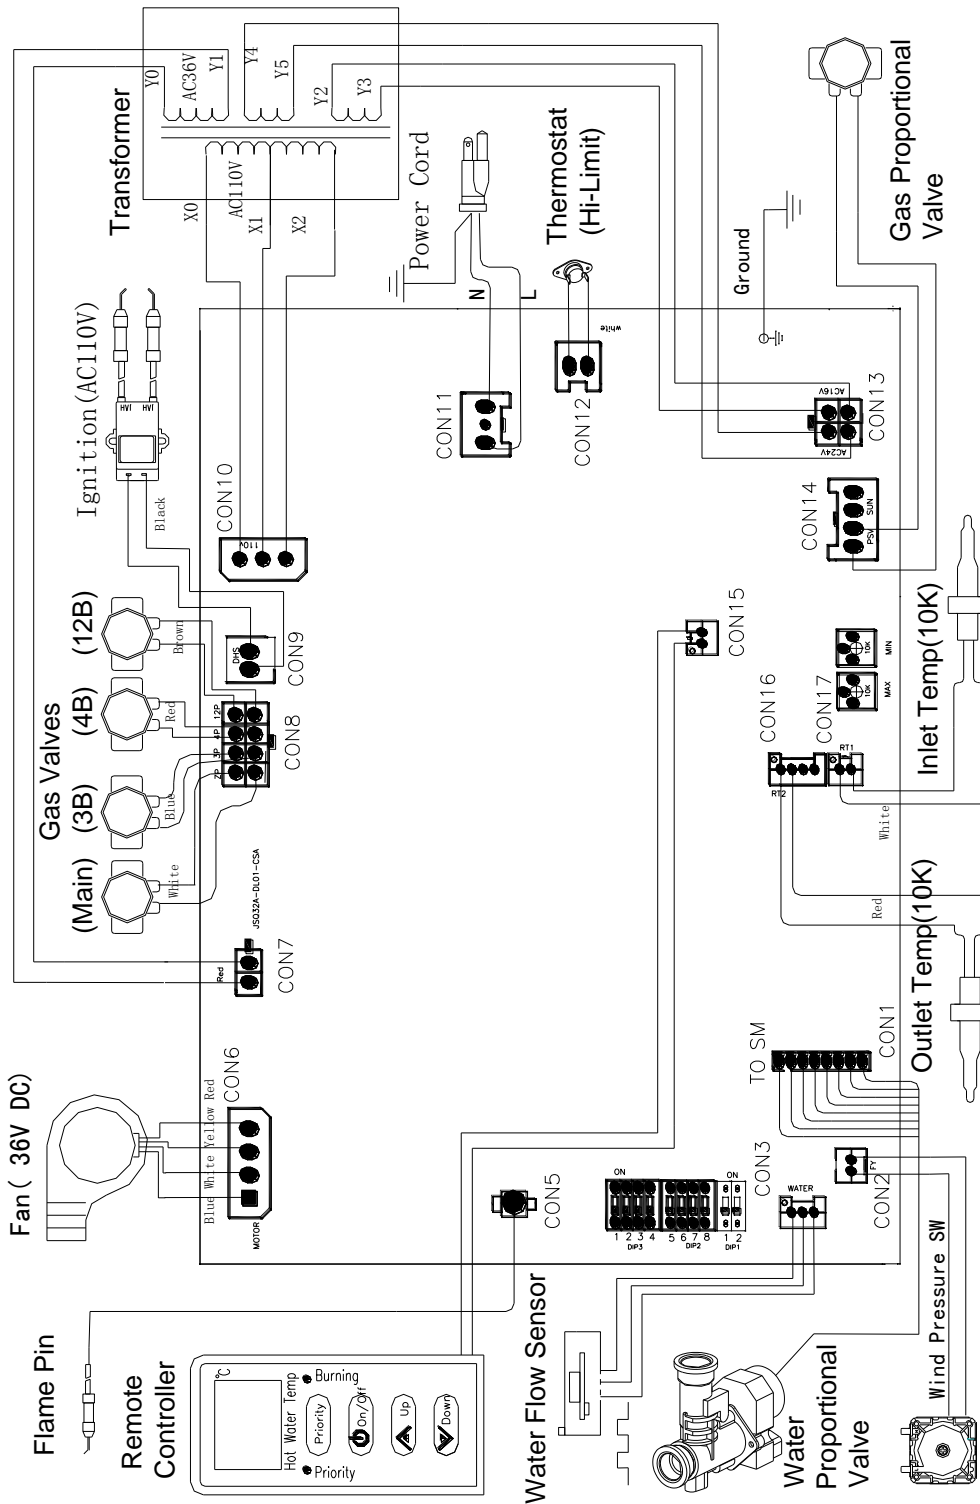 Fan( 36V DC)
Gas Valves
(Main)
(3B)
(4B)
(12B)
Ignition(AC110V)
Transformer
Y0
AC36V
Y1
Y4
Y5
Y2
Y3
X0
AC110V
X1
X2
Flame Pin
Blue
White
Yellow
Red
MOTOR
CON6
Red
CON7
JSQ32A-DL01-CSA
White
Blue
Red
Brown
2P
3P
4P
12P
CON8
DHS
CON9
Black
110V
CON10
Power Cord
N
L
CON11
Thermostat
(Hi-Limit)
white
CON12
Ground
Remote
Controller
°C
Hot Water Temp
Burning
Priority
Priority
On/Off
Up
Down
CON5
ON
1
2
3
4
DIP3
5
6
7
8
DIP2
ON
1
2
DIP1
Water Flow Sensor
WATER
CON3
TO SM
CON1
FY
CON2
Water
Proportional
Valve
Wind Pressure SW
CON16
RT2
CON17
RT1
CON15
10K
MAX
10K
MIN
CON14
PSV
SUN
AC24V
AC16V
CON13
Gas Proportional
Valve
Red
Outlet Temp(10K)
White
Inlet Temp(10K)